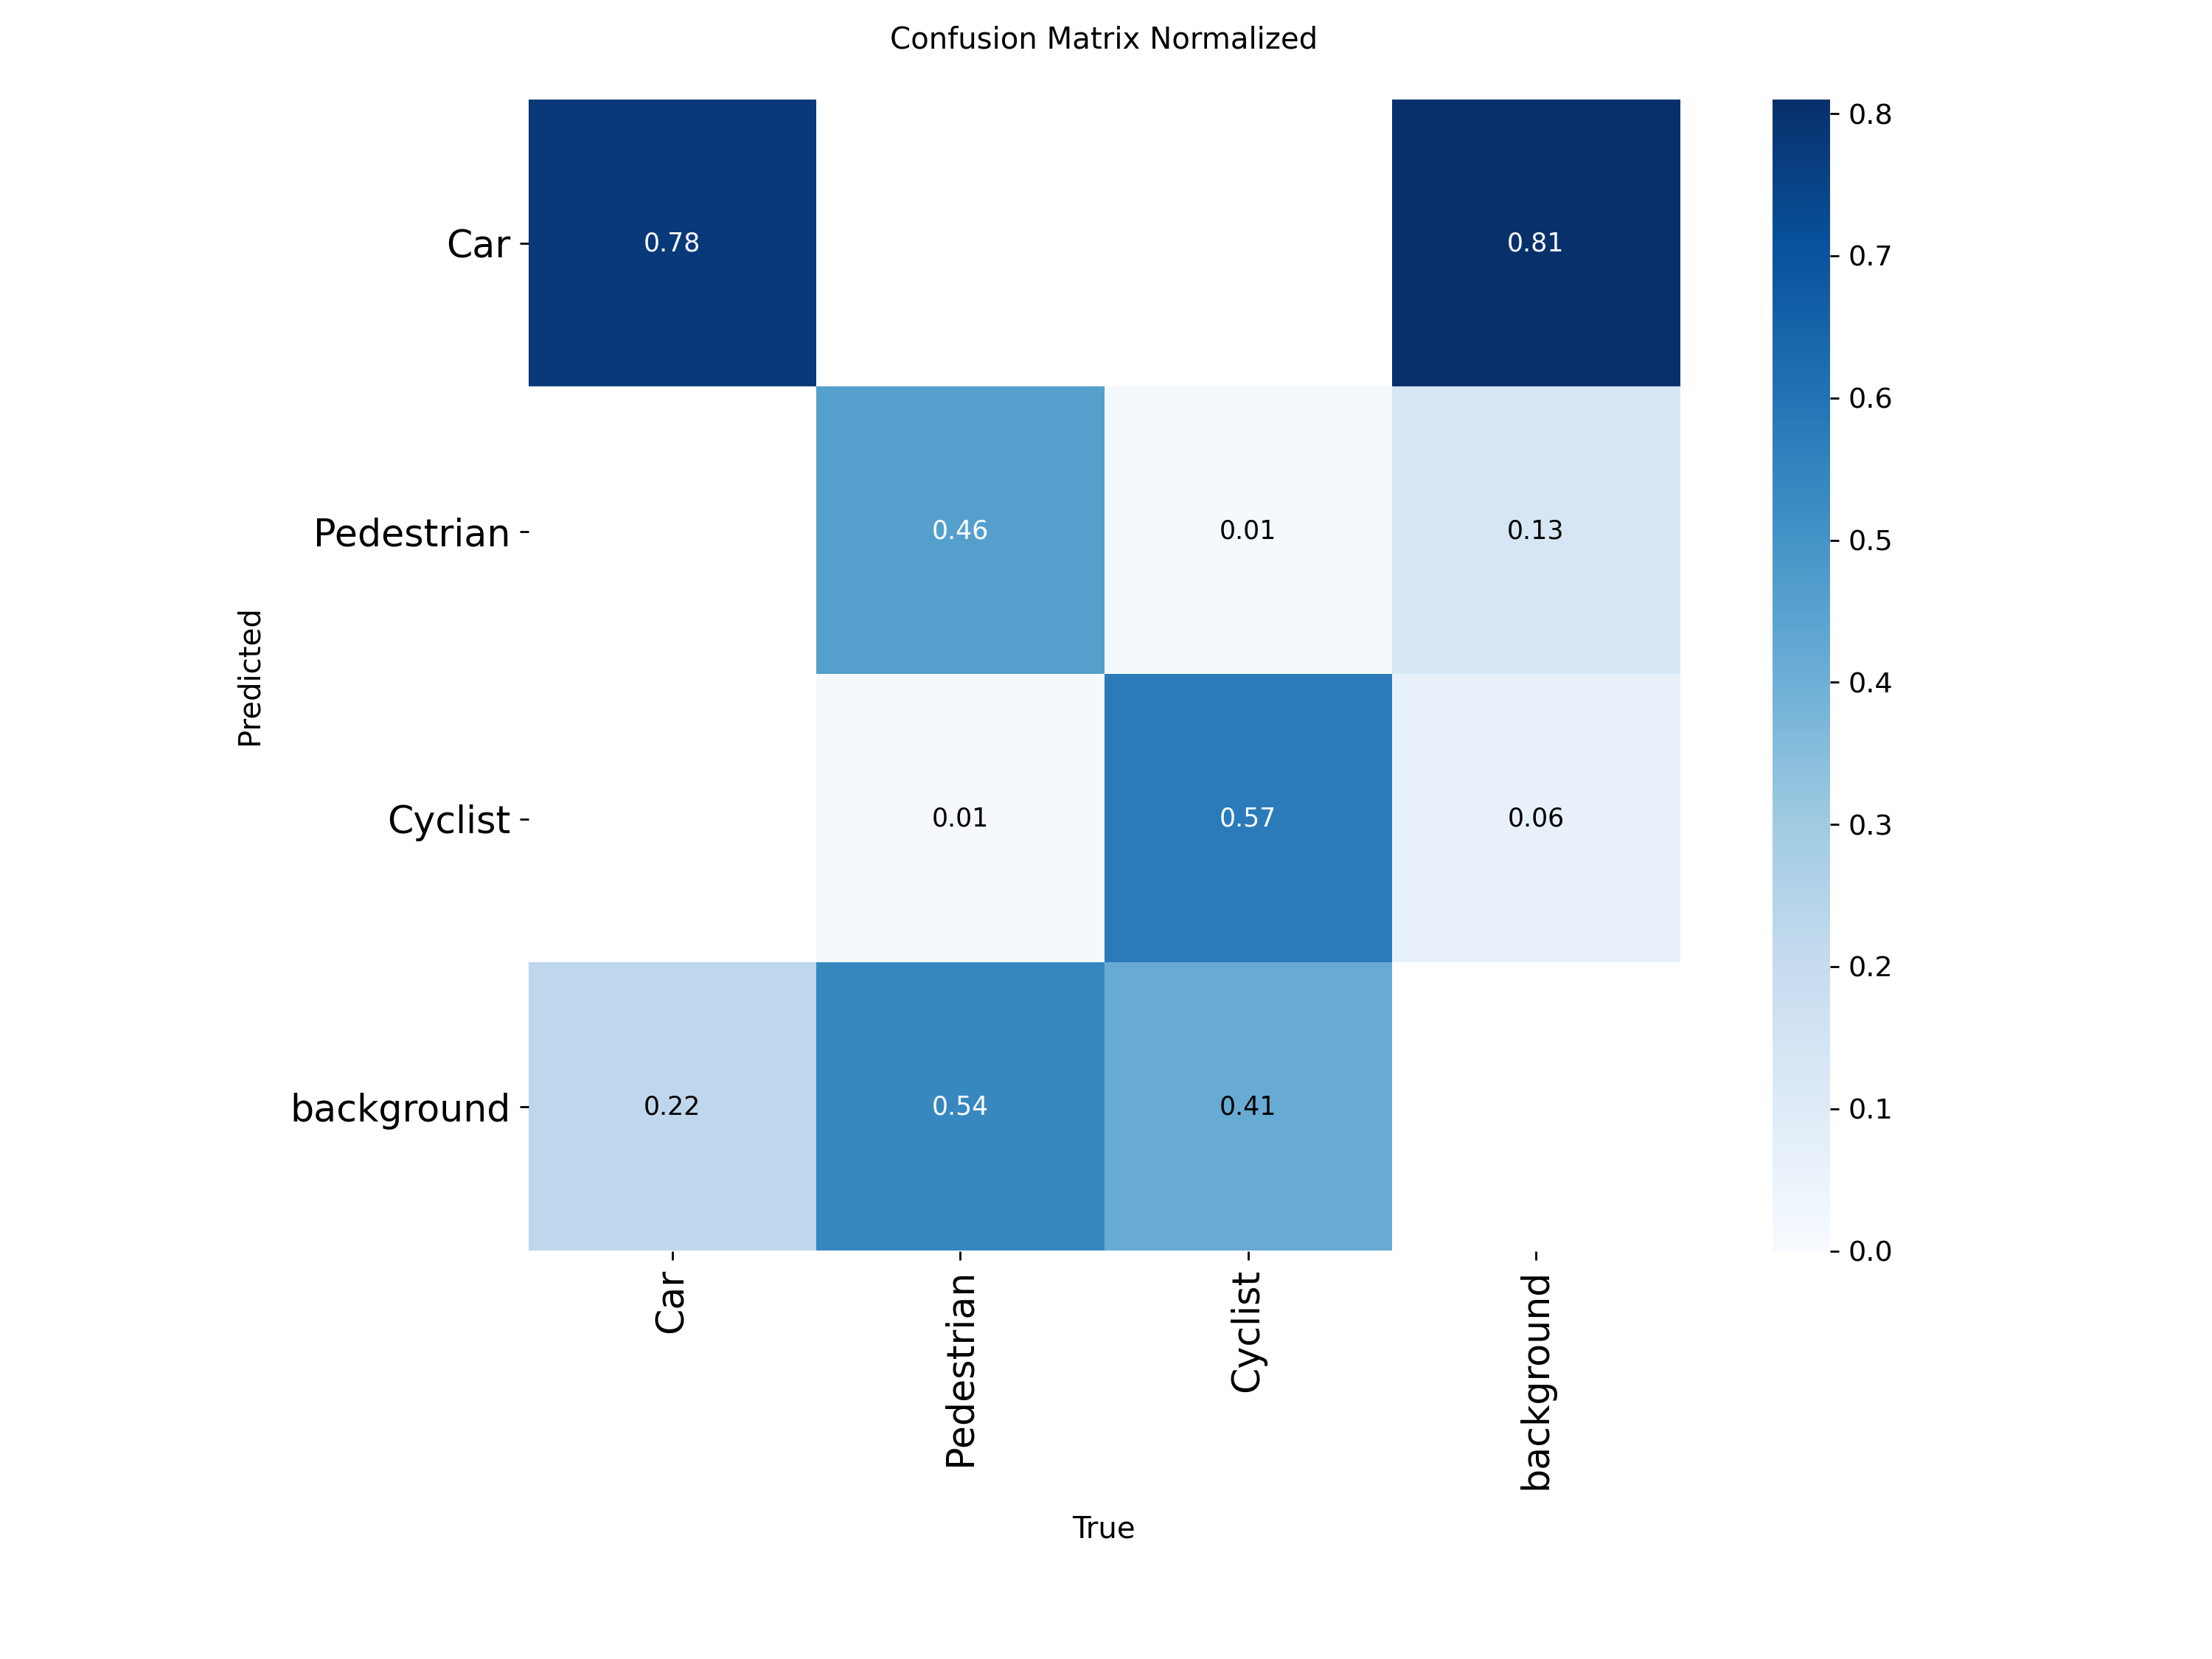 Confusion Matrix Normalized
Predicted
Car
0.78
0.81
Pedestrian
0.46
0.01
0.13
Cyclist
0.01
0.57
0.06
background
0.22
0.54
0.41
Car
Pedestrian
Cyclist
background
True
0.8
0.7
0.6
0.5
0.4
0.3
0.2
0.1
0.0